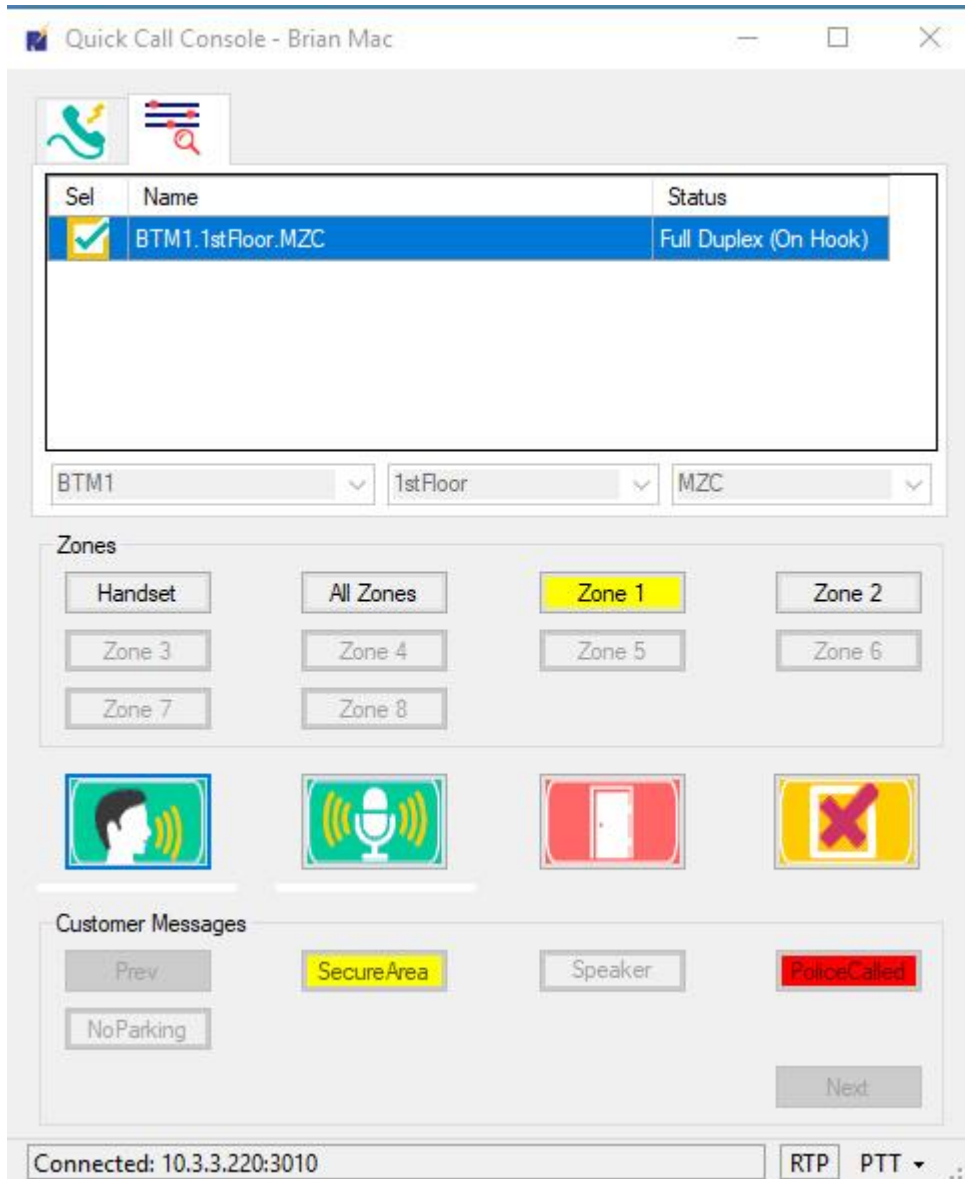 Quick Call Console - Brian Mac
Sel Name Status
BTM1.1stFloor.MZC Full Duplex (On Hook)
BTM1 1stFloor MZC
Zones
Handset All Zones Zone 1 Zone 2
Zone 3 Zone 4 Zone 5 Zone 6
Zone 7 Zone 8
Customer Messages
Prev SecureArea Speaker PoliceCalled
NoParking
Next
Connected: 10.3.3.220:3010 RTP PTT